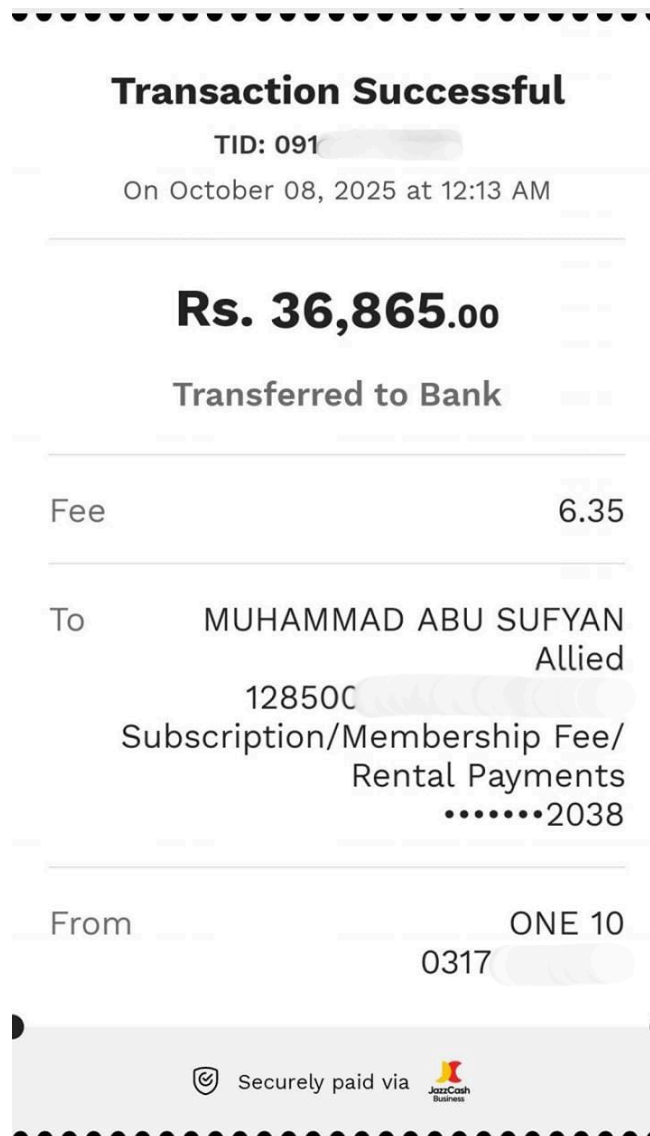 Transaction Successful
TID: 091
On October 08, 2025 at 12:13 AM
Rs. 36,865.00
Transferred to Bank
Fee 6.35
To MUHAMMAD ABU SUFYAN
Allied
128500
Subscription/Membership Fee/
Rental Payments
•••••••2038
From ONE 10
0317
Securely paid via JazzCash
Business